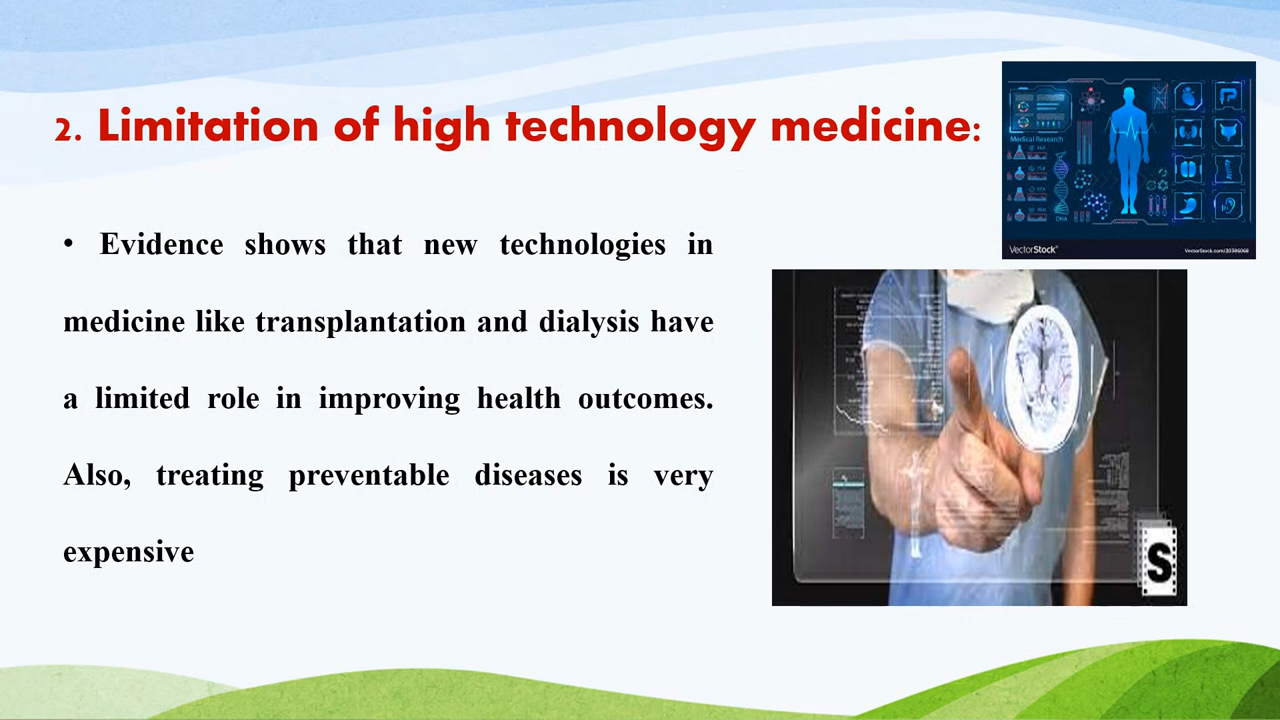 2. Limitation of high technology medicine:
• Evidence shows that new technologies in
medicine like transplantation and dialysis have
a limited role in improving health outcomes.
Also, treating preventable diseases is very
expensive
Medical Research
DNA
VectorStock®
VectorStock.com/20386068
S